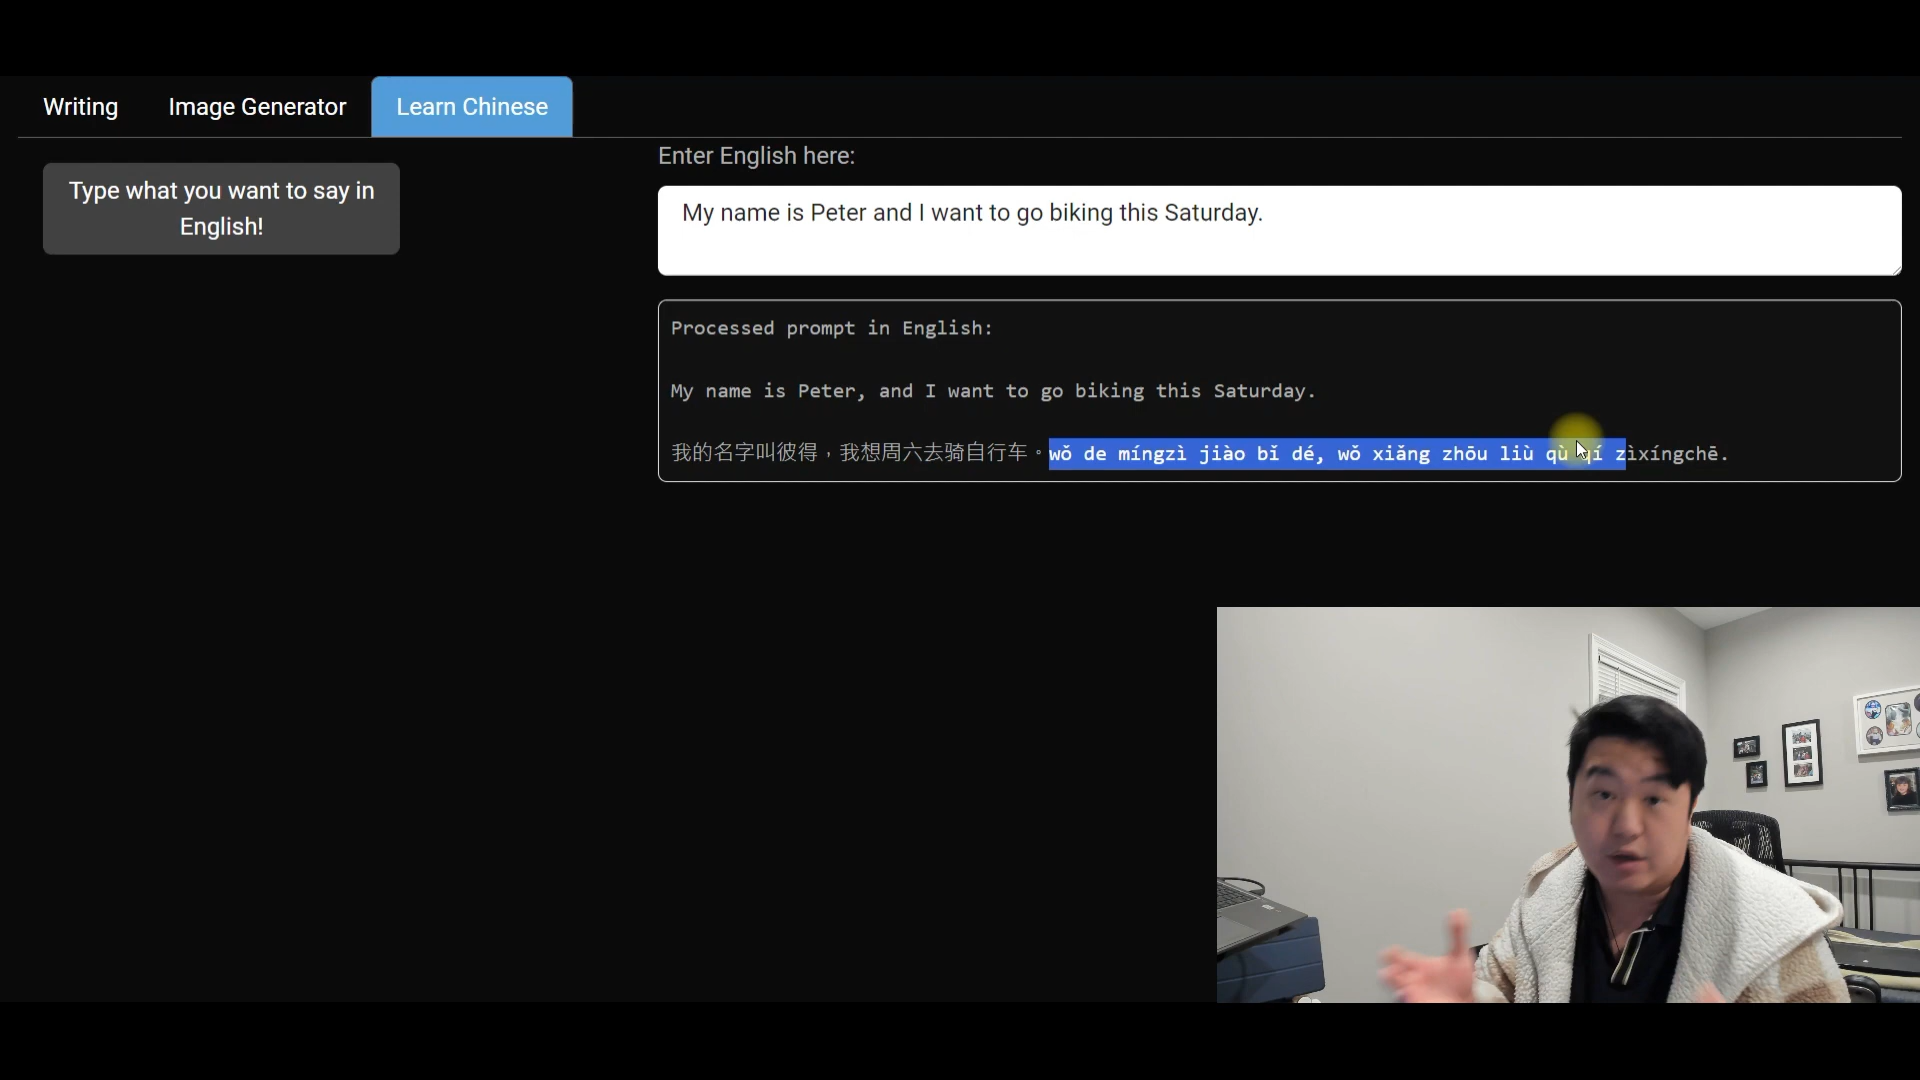 Writing Image Generator Learn Chinese
Type what you want to say in
English!
Enter English here:
My name is Peter and I want to go biking this Saturday.
Processed prompt in English:
My name is Peter, and I want to go biking this Saturday.
我的名字叫彼得，我想周六去骑自行车。wǒ de míngzì jiào bǐ dé, wǒ xiǎng zhōu liù qù qí zìxíngchē.